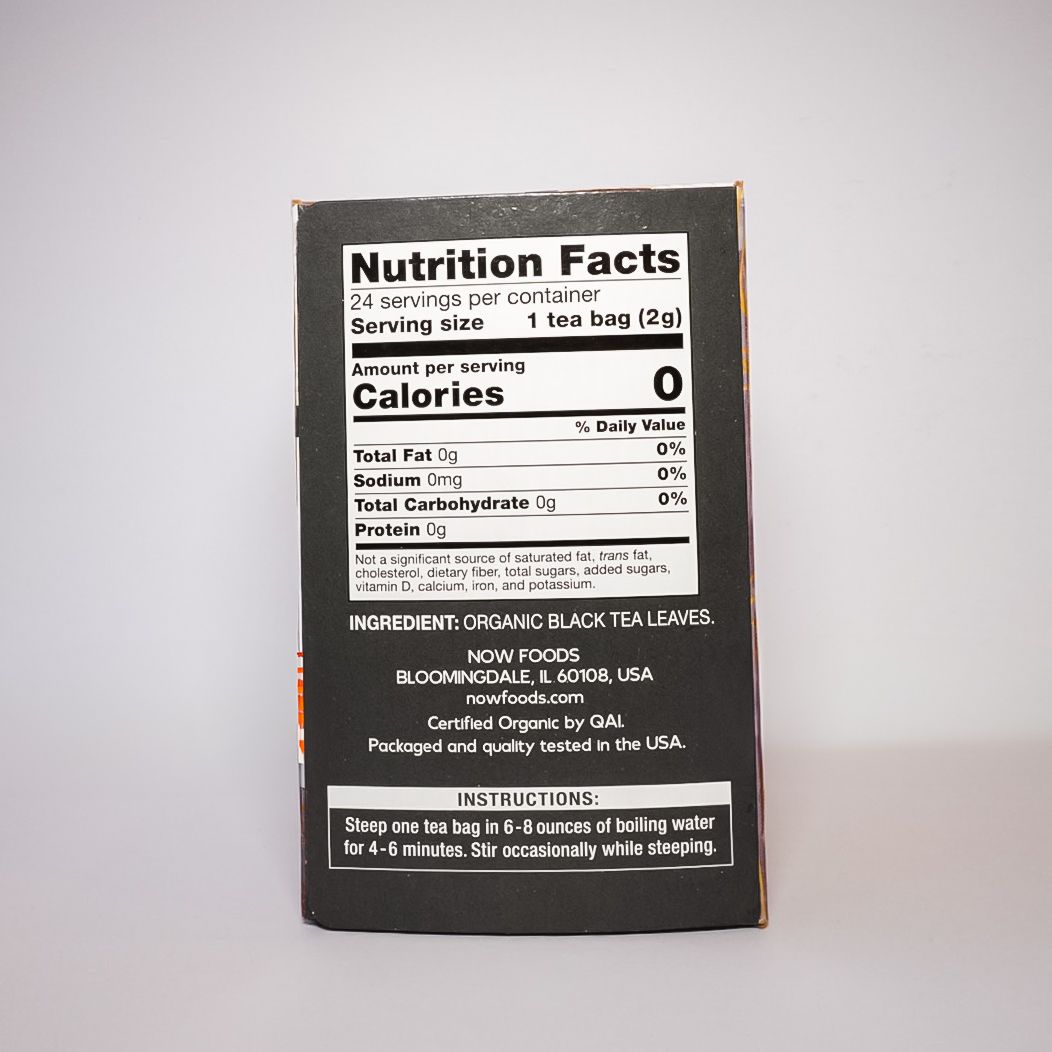 Nutrition Facts
24 servings per container
Serving size 1 tea bag (2g)
Amount per serving
Calories 0
% Daily Value
Total Fat 0g 0%
Sodium 0mg 0%
Total Carbohydrate 0g 0%
Protein 0g
Not a significant source of saturated fat, trans fat,
cholesterol, dietary fiber, total sugars, added sugars,
vitamin D, calcium, iron, and potassium.
INGREDIENT: ORGANIC BLACK TEA LEAVES.
NOW FOODS
BLOOMINGDALE, IL 60108, USA
nowfoods.com
Certified Organic by QAI.
Packaged and quality tested in the USA.
INSTRUCTIONS:
Steep one tea bag in 6-8 ounces of boiling water
for 4-6 minutes. Stir occasionally while steeping.